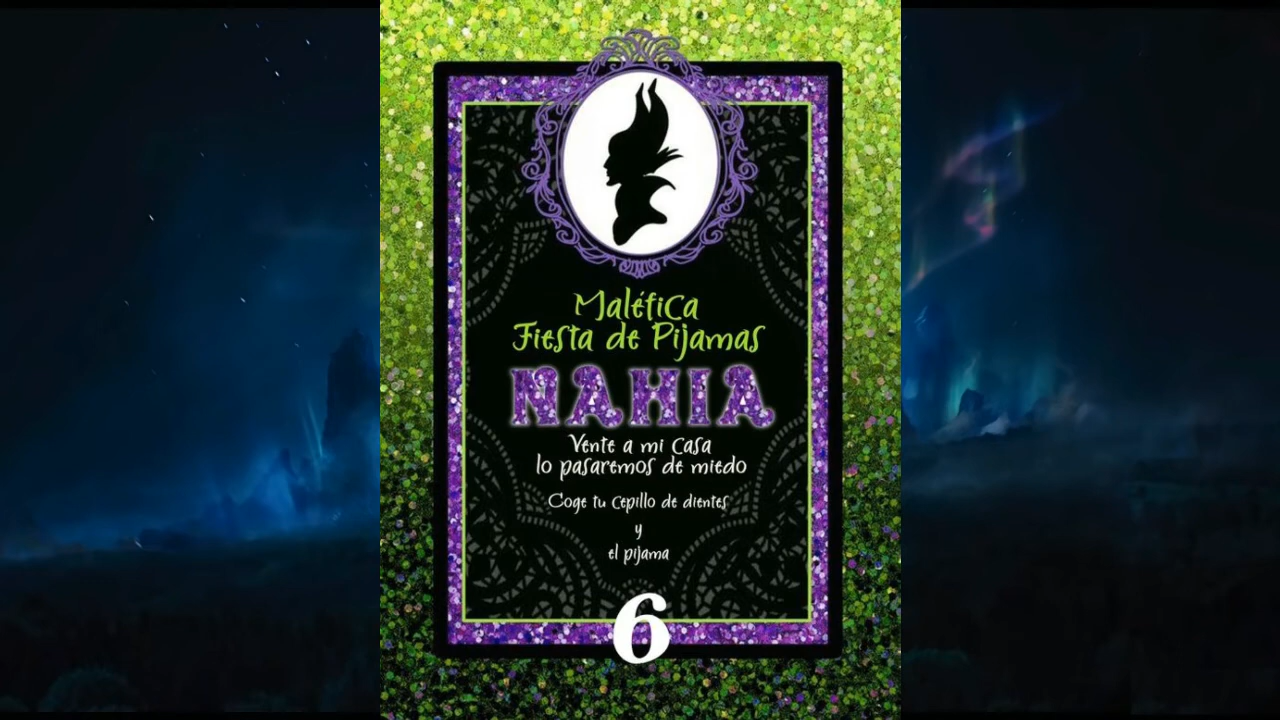 Maléfica
Fiesta de Pijamas
NAHIA
Vente a mi casa
lo pasaremos de miedo
Coge tu cepillo de dientes
y
el pijama
6